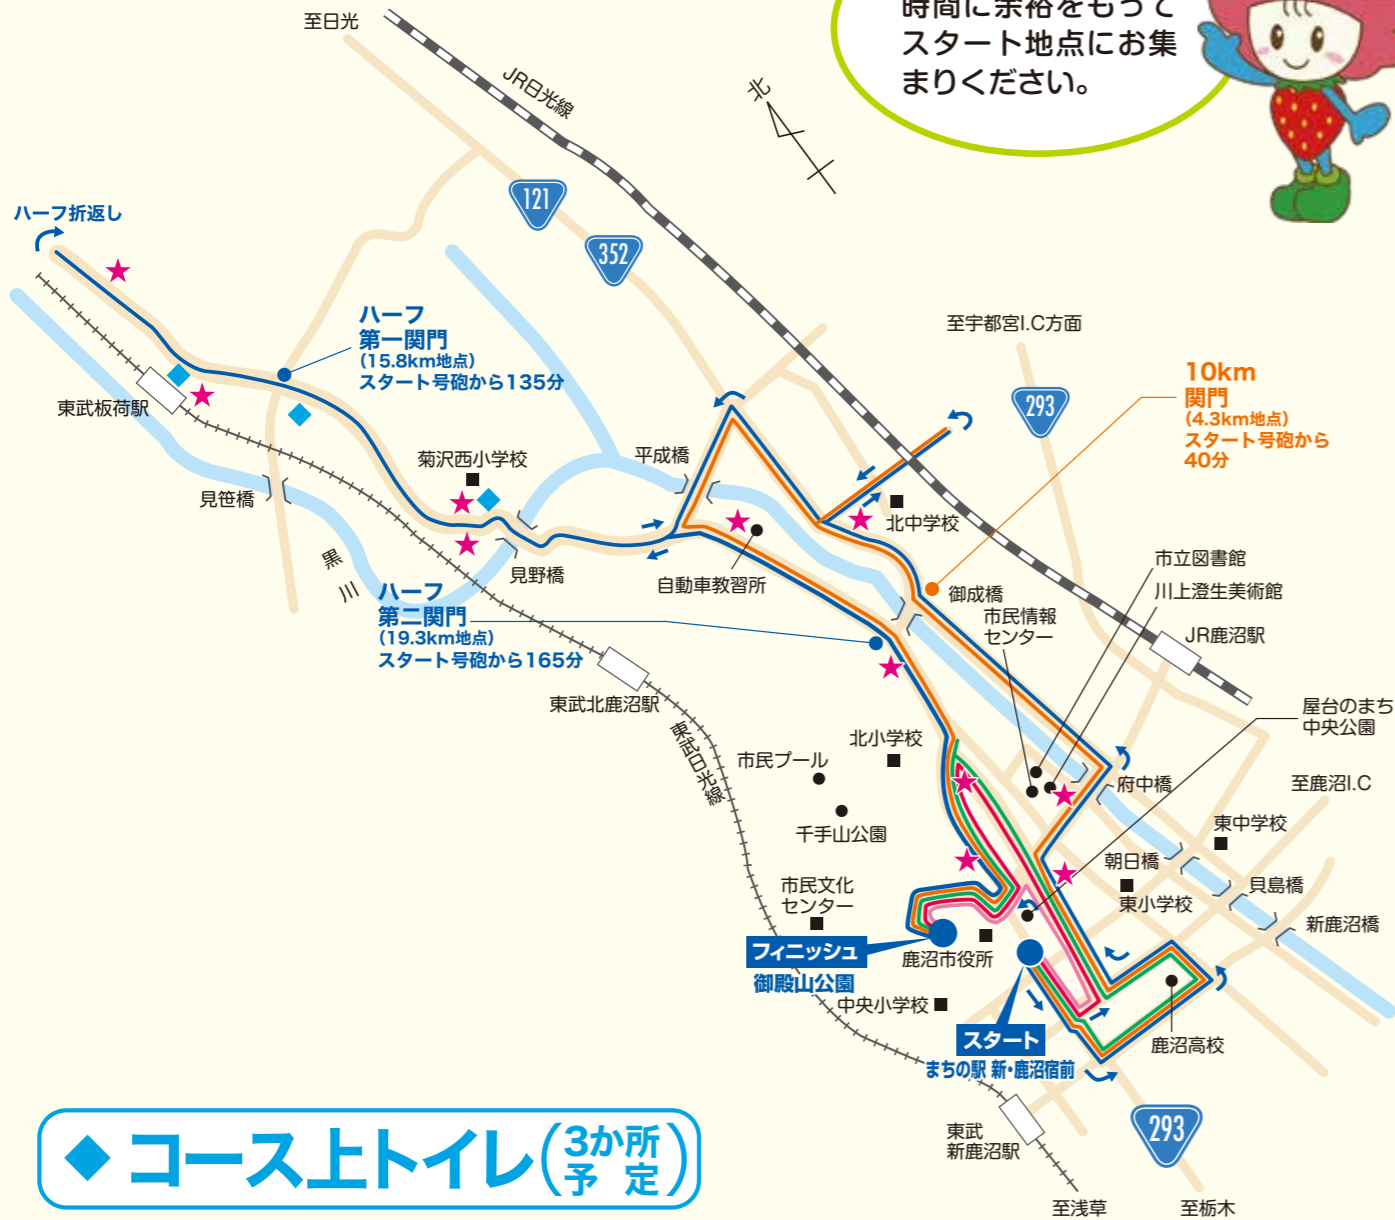 時間に余裕をもって
スタート地点にお集
まりください。
至日光
JR日光線
北
121
352
ハーフ折返し
ハーフ
第一関門
(15.8km地点)
スタート号砲から135分
東武板荷駅
菊沢西小学校
平成橋
見笹橋
黒川
見野橋
自動車教習所
北中学校
至宇都宮I.C方面
293
10km
関門
(4.3km地点)
スタート号砲から
40分
御成橋
市民情報
センター
市立図書館
川上澄生美術館
JR鹿沼駅
ハーフ
第二関門
(19.3km地点)
スタート号砲から165分
東武北鹿沼駅
東武日光線
屋台のまち
中央公園
北小学校
市民プール
千手山公園
府中橋
至鹿沼I.C
東中学校
朝日橋
貝島橋
東小学校
新鹿沼橋
市民文化
センター
フィニッシュ
御殿山公園
鹿沼市役所
中央小学校
スタート
まちの駅 新・鹿沼宿前
鹿沼高校
東武
新鹿沼駅
293
至浅草
至栃木
コース上トイレ(3か所
予定)